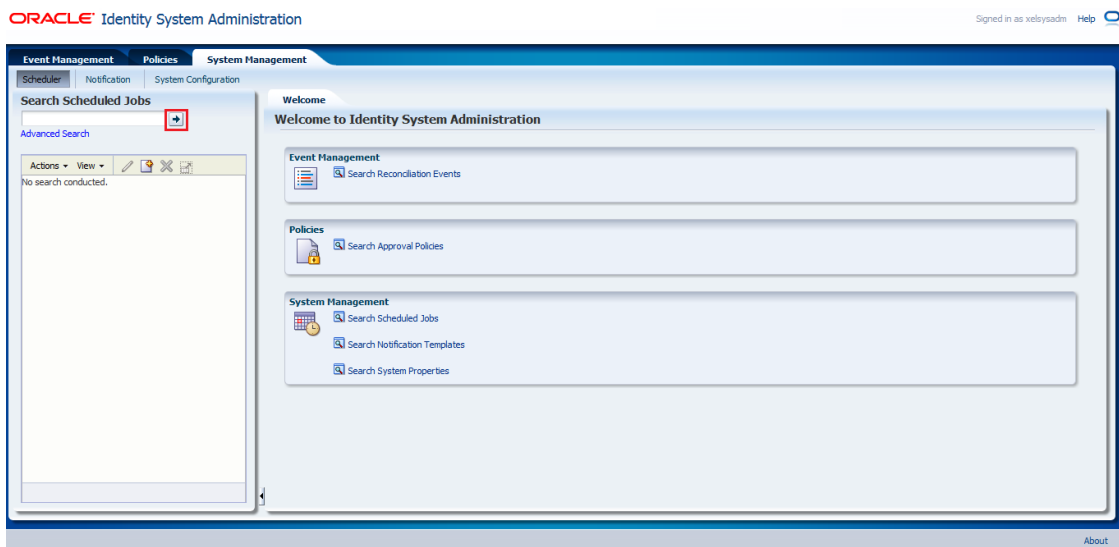 ORACLE Identity System Administration
Signed in as xelsysadm Help
Event Management Policies System Management
Scheduler Notification System Configuration
Search Scheduled Jobs
Advanced Search
Actions View
No search conducted.
Welcome
Welcome to Identity System Administration
Event Management
Search Reconciliation Events
Policies
Search Approval Policies
System Management
Search Scheduled Jobs
Search Notification Templates
Search System Properties
About